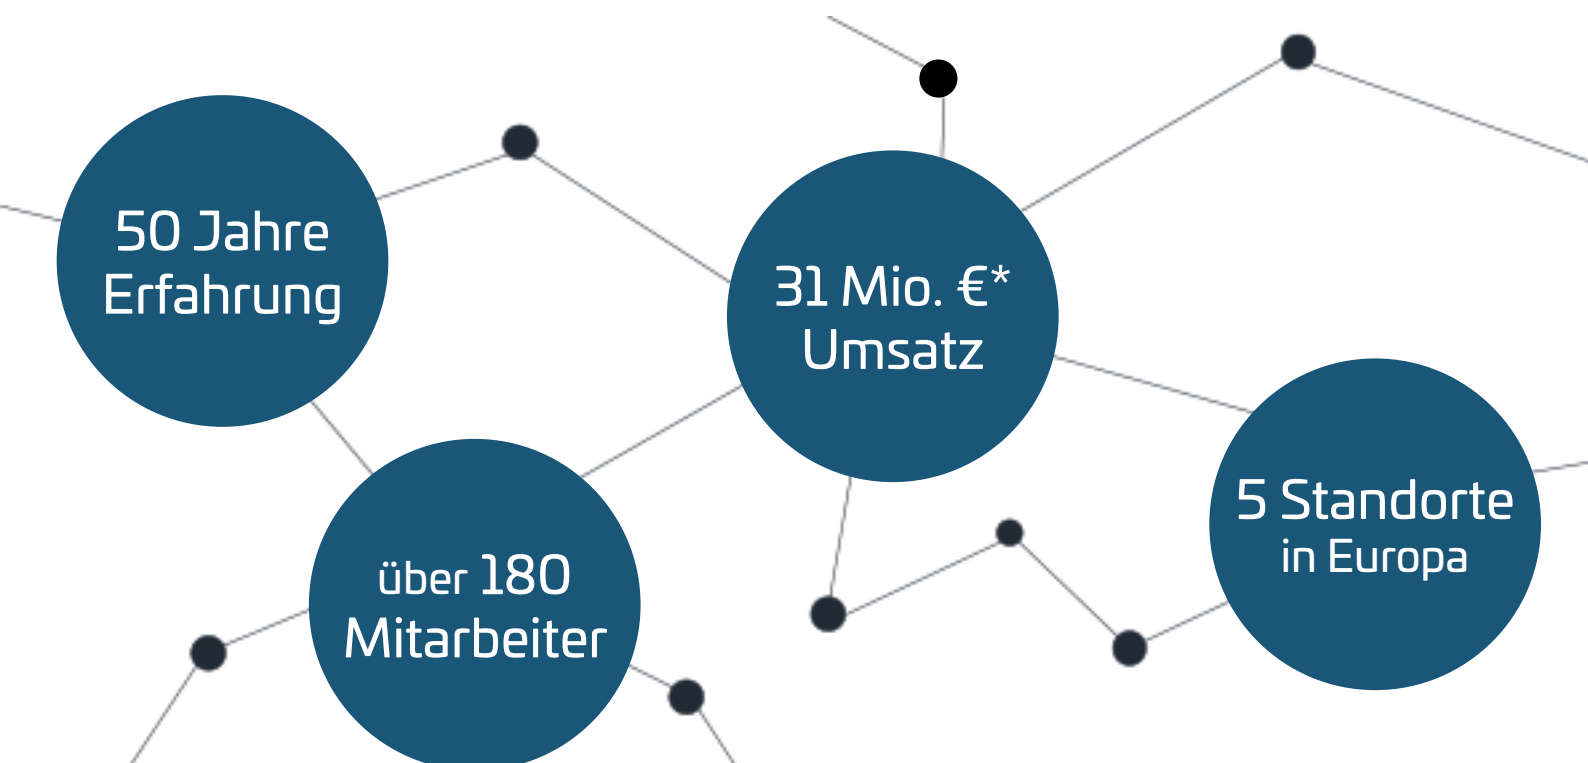 50 Jahre
Erfahrung
31 Mio. €*
Umsatz
5 Standorte
in Europa
über 180
Mitarbeiter